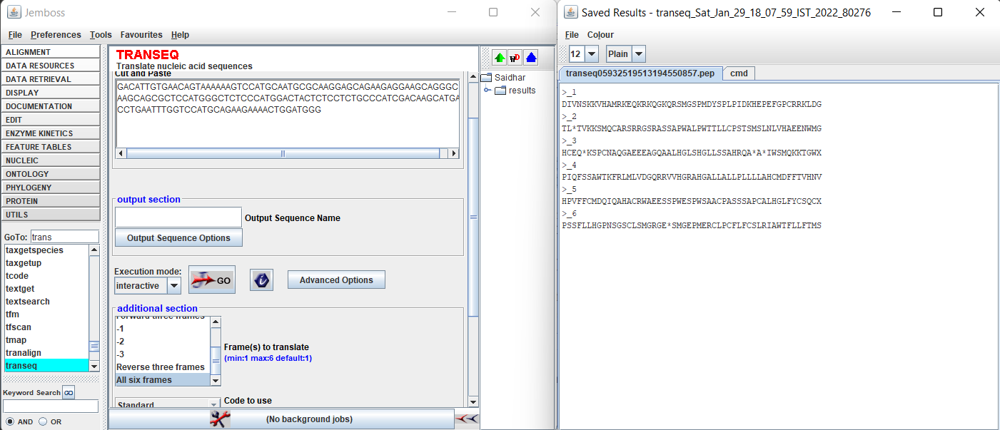 Jemboss
File Preferences Tools Favourites Help
ALIGNMENT
DATA RESOURCES
DATA RETRIEVAL
DISPLAY
DOCUMENTATION
EDIT
ENZYME KINETICS
FEATURE TABLES
NUCLEIC
ONTOLOGY
PHYLOGENY
PROTEIN
UTILS
GoTo: trans
taxgetspecies
taxgetup
tcode
textget
textsearch
tfm
tfscan
tmap
tranalign
transeq
Keyword Search GO
AND OR
TRANSEQ
Translate nucleic acid sequences
Cut and Paste
GACATTGTGAACAGTAAAAAAGTCCATGCAATGCGCAAGGAGCAGAAGAGGAAGCAGGGC
AAGCAGCGCTCCATGGGCTCTCCCATGGACTACTCTCCTCTGCCCATCGACAAGCATGA
CCTGAATTTGGTCCATGCAGAAGAAAACTGGATGGG
output section
Output Sequence Name
Output Sequence Options
Execution mode:
interactive
GO
Advanced Options
additional section
Forward three frames
-1
-2
-3
Reverse three frames
All six frames
Frame(s) to translate
(min:1 max:6 default:1)
Standard
Code to use
(No background jobs)
Saidhar
results
Saved Results - transeq_Sat_Jan_29_18_07_59_IST_2022_80276
File Colour
12 Plain
transeq05932519513194550857.pep cmd
>_1
DIVNSKKVHAMRKEQKRKQGKQRSMGSPMDYSPLPIDKHEPEFGPCRRKLDG
>_2
TL*TVKKSMQCARSRRGSRASSAPWALPWTTLLCPSTSMSLNLVHAEENWMG
>_3
HCEQ*KSPCNAQGAEEEAGQAALHGLSHGLLSSAHRQA*A*IWSMQKKTGWX
>_4
PIQFSSAWTKFRLMLVDGQRRVVHGRAHGALLALLPLLLLAHCMDFFTVHNV
>_5
HPVFFCMDQIQAHACRWAEESSPWESPWSAACPASSSAPCALHGLFYCSQCX
>_6
PSSFLLHGPNSGSCLSMGRGE*SMGEPMERCLPCFLFCSLRIAWTFLLFTMS